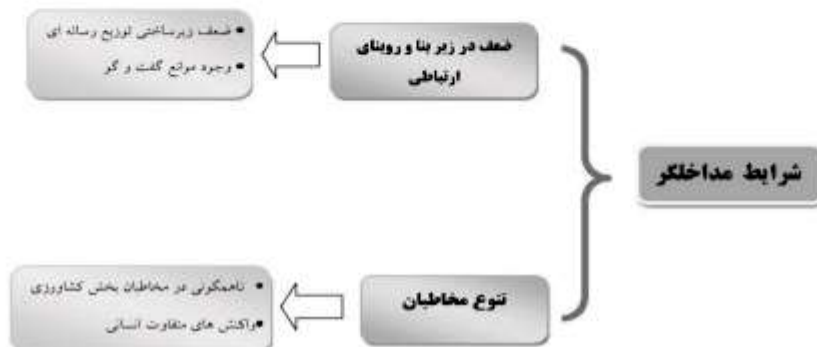 شرایط مداخلگر
ضعف در زیر بنا و روبنای
ارتباطی
• ضعف زیرساختی توزیع رسانه ای
• وجود موانع گفت و گو
تنوع مخاطبان
• ناهمگونی در مخاطبان بخش کشاورزی
•واکنش های متفاوت انسانی